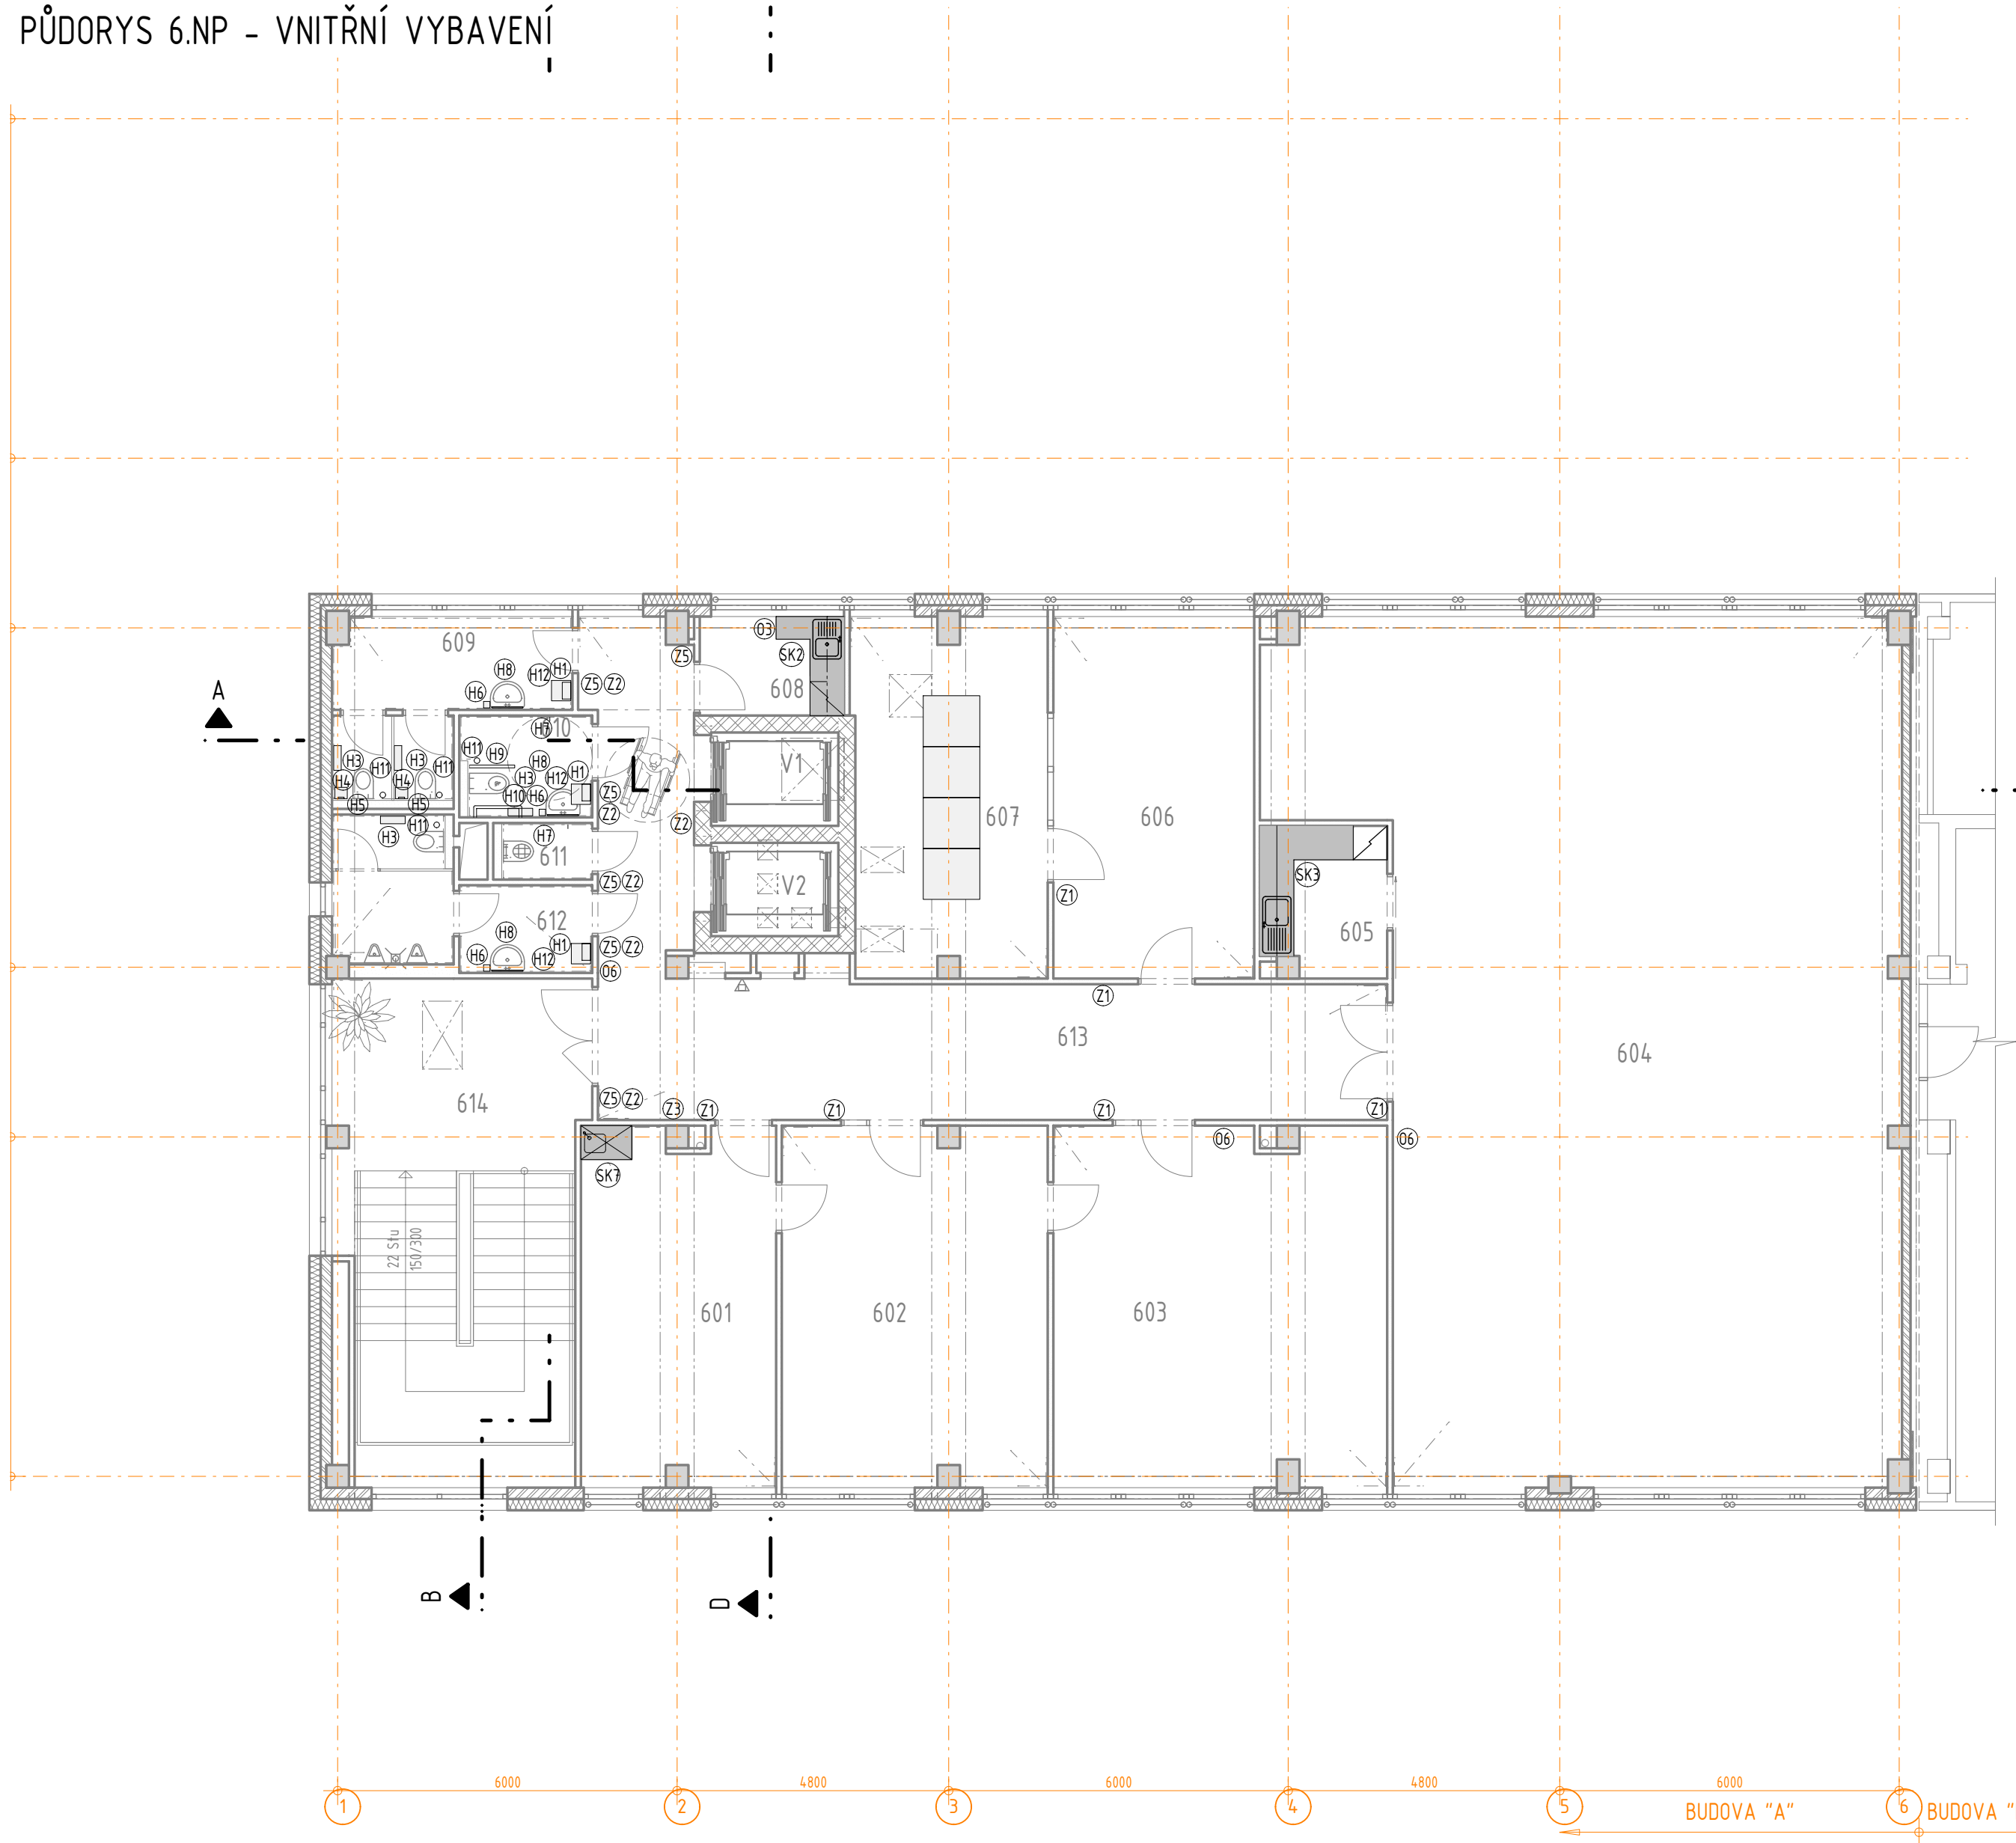 PŮDORYS 6.NP - VNITŘNÍ VYBAVENÍ
609
H8
H12
H1
H6
Z5
Z2
Z5
O3
SK2
608
A
610
H7
H11
H9
H8
H3
H12
H1
H10
H6
Z5
Z2
Z2
H3
H11
H3
H11
H4
H4
H5
H5
V1
607
606
H3
H11
H7
611
Z5
Z2
V2
Z1
SK3
605
612
H8
H6
H12
H1
Z5
Z2
O6
Z1
613
604
614
Z5
Z2
Z3
Z1
Z1
Z1
Z1
O6
O6
SK7
22 Stu
150/300
601
602
603
B
D
6000
4800
6000
4800
6000
1
2
3
4
5
6
BUDOVA "A"
BUDOVA "